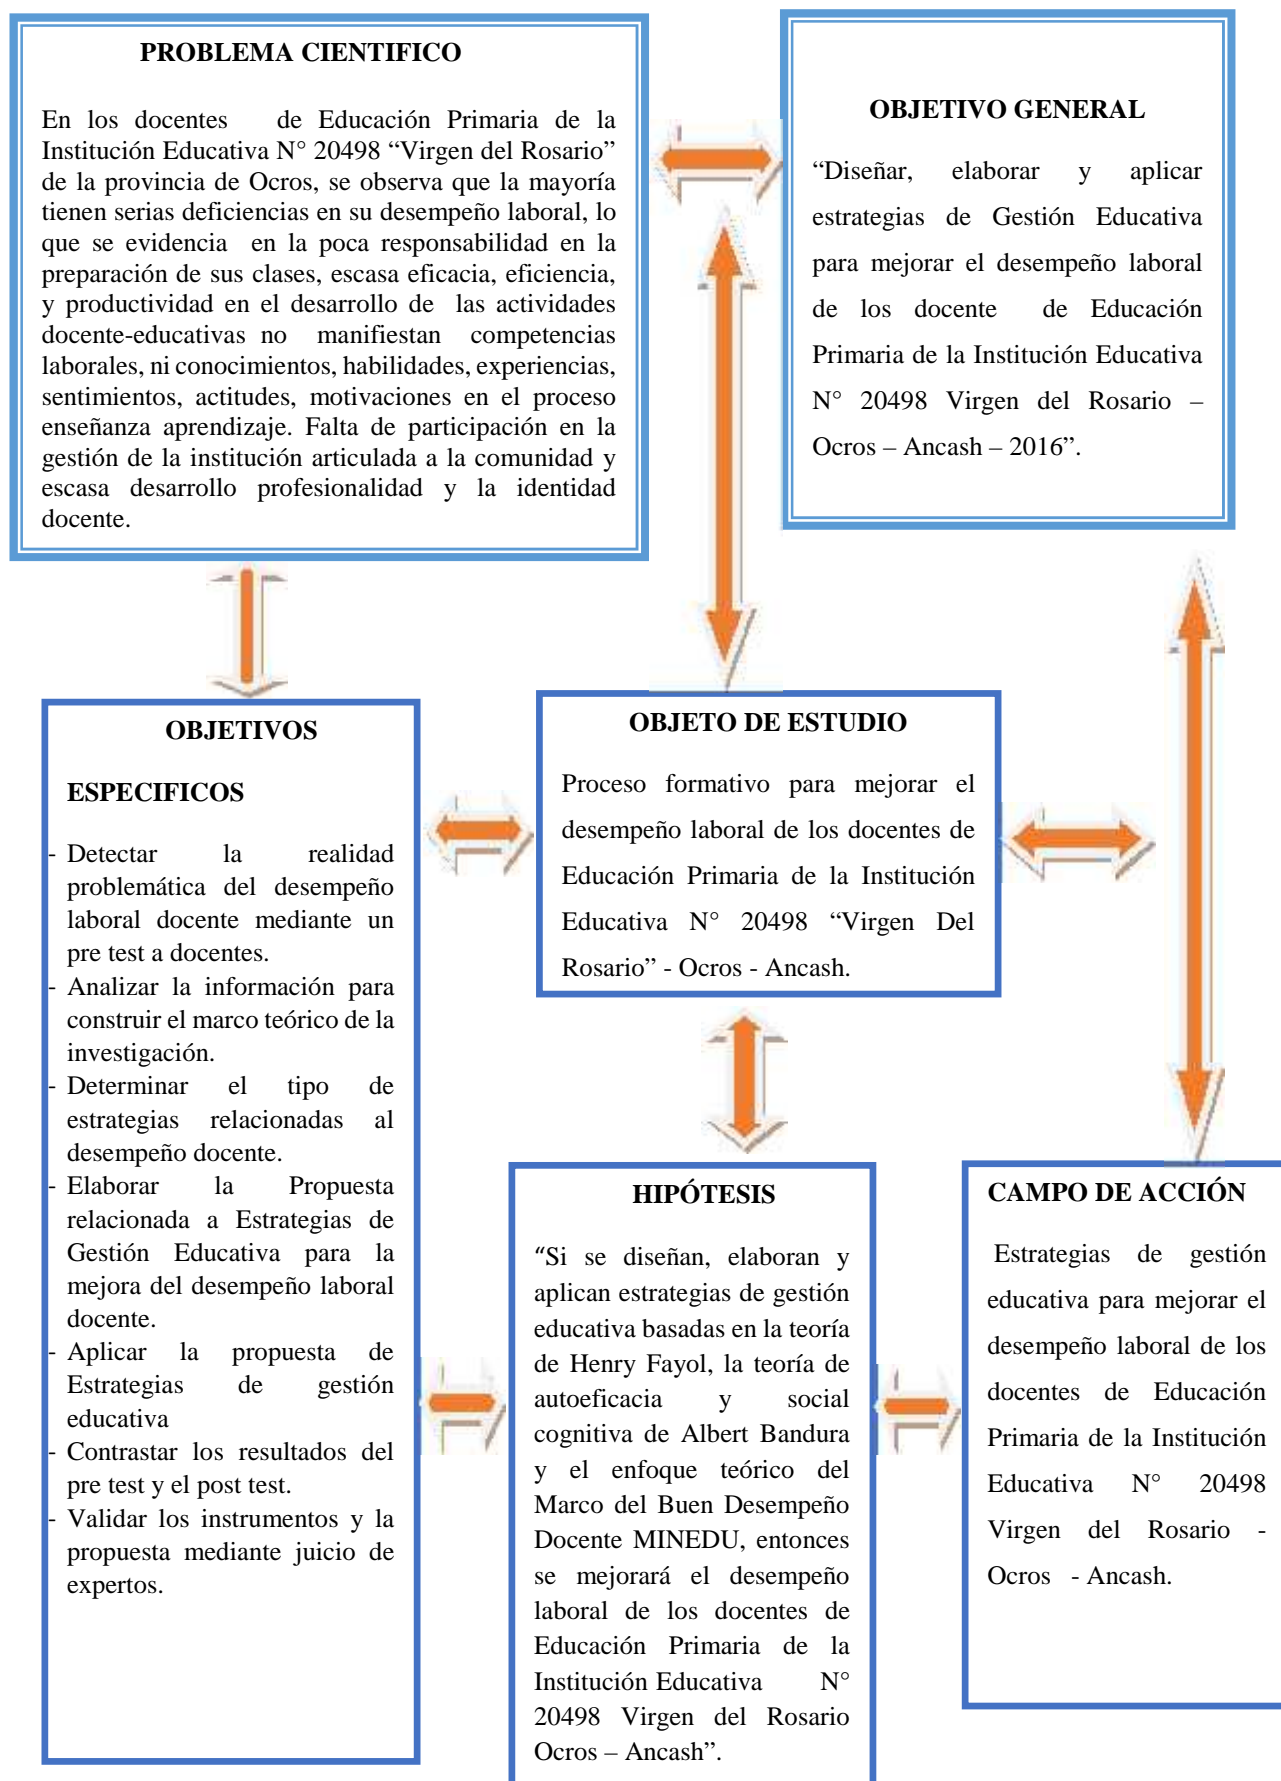 PROBLEMA CIENTIFICO
En los docentes de Educación Primaria de la
Institución Educativa N° 20498 “Virgen del Rosario”
de la provincia de Ocros, se observa que la mayoría
tienen serias deficiencias en su desempeño laboral, lo
que se evidencia en la poca responsabilidad en la
preparación de sus clases, escasa eficacia, eficiencia,
y productividad en el desarrollo de las actividades
docente-educativas no manifiestan competencias
laborales, ni conocimientos, habilidades, experiencias,
sentimientos, actitudes, motivaciones en el proceso
enseñanza aprendizaje. Falta de participación en la
gestión de la institución articulada a la comunidad y
escasa desarrollo profesionalidad y la identidad
docente.
OBJETIVO GENERAL
“Diseñar, elaborar y aplicar
estrategias de Gestión Educativa
para mejorar el desempeño laboral
de los docente de Educación
Primaria de la Institución Educativa
N° 20498 Virgen del Rosario –
Ocros – Ancash – 2016”.
OBJETIVOS
ESPECIFICOS
- Detectar la realidad
problemática del desempeño
laboral docente mediante un
pre test a docentes.
- Analizar la información para
construir el marco teórico de la
investigación.
- Determinar el tipo de
estrategias relacionadas al
desempeño docente.
- Elaborar la Propuesta
relacionada a Estrategias de
Gestión Educativa para la
mejora del desempeño laboral
docente.
- Aplicar la propuesta de
Estrategias de gestión
educativa
- Contrastar los resultados del
pre test y el post test.
- Validar los instrumentos y la
propuesta mediante juicio de
expertos.
OBJETO DE ESTUDIO
Proceso formativo para mejorar el
desempeño laboral de los docentes de
Educación Primaria de la Institución
Educativa N° 20498 “Virgen Del
Rosario” - Ocros - Ancash.
HIPÓTESIS
“Si se diseñan, elaboran y
aplican estrategias de gestión
educativa basadas en la teoría
de Henry Fayol, la teoría de
autoeficacia y social
cognitiva de Albert Bandura
y el enfoque teórico del
Marco del Buen Desempeño
Docente MINEDU, entonces
se mejorará el desempeño
laboral de los docentes de
Educación Primaria de la
Institución Educativa N°
20498 Virgen del Rosario
Ocros – Ancash”.
CAMPO DE ACCIÓN
Estrategias de gestión
educativa para mejorar el
desempeño laboral de los
docentes de Educación
Primaria de la Institución
Educativa N° 20498
Virgen del Rosario -
Ocros - Ancash.